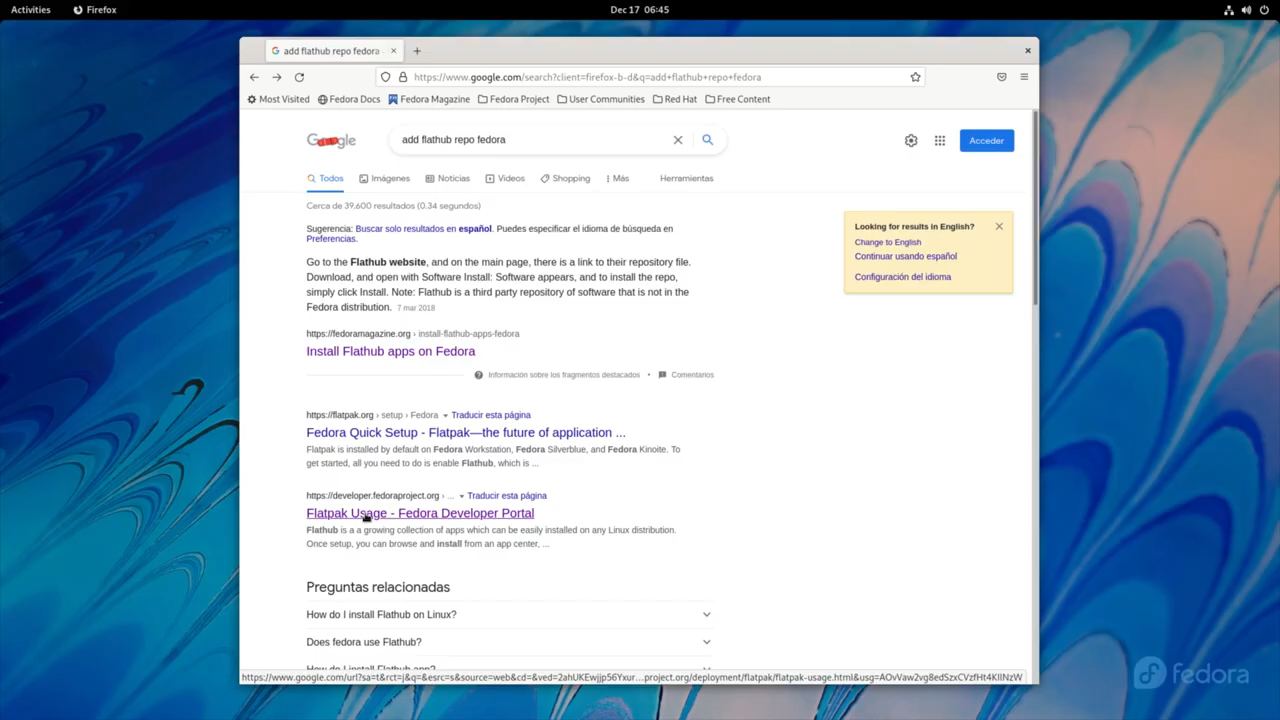 Activities
Firefox
Dec 17 06:45
add flathub repo fedora -
https://www.google.com/search?client=firefox-b-d&q=add+flathub+repo+fedora
Most Visited
Fedora Docs
Fedora Magazine
Fedora Project
User Communities
Red Hat
Free Content
add flathub repo fedora
Acceder
Todos
Imágenes
Noticias
Videos
Shopping
Más
Herramientas
Cerca de 39,600 resultados (0.34 segundos)
Sugerencia: Buscar solo resultados en español. Puedes especificar el idioma de búsqueda en
Preferencias.
Looking for results in English?
Change to English
Continuar usando español
Configuración del idioma
Go to the Flathub website, and on the main page, there is a link to their repository file.
Download, and open with Software Install: Software appears, and to install the repo,
simply click Install. Note: Flathub is a third party repository of software that is not in the
Fedora distribution. 7 mar 2018
https://fedoramagazine.org › install-flathub-apps-fedora
Install Flathub apps on Fedora
Información sobre los fragmentos destacados • Comentarios
https://flatpak.org › setup › Fedora Traducir esta página
Fedora Quick Setup - Flatpak—the future of application ...
Flatpak is installed by default on Fedora Workstation, Fedora Silverblue, and Fedora Kinoite. To
get started, all you need to do is enable Flathub, which is ...
https://developer.fedoraproject.org › ... Traducir esta página
Flatpak Usage - Fedora Developer Portal
Flathub is a a growing collection of apps which can be easily installed on any Linux distribution.
Once setup, you can browse and install from an app center, ...
Preguntas relacionadas
How do I install Flathub on Linux?
Does fedora use Flathub?
How do I install Flathub app?
fedora